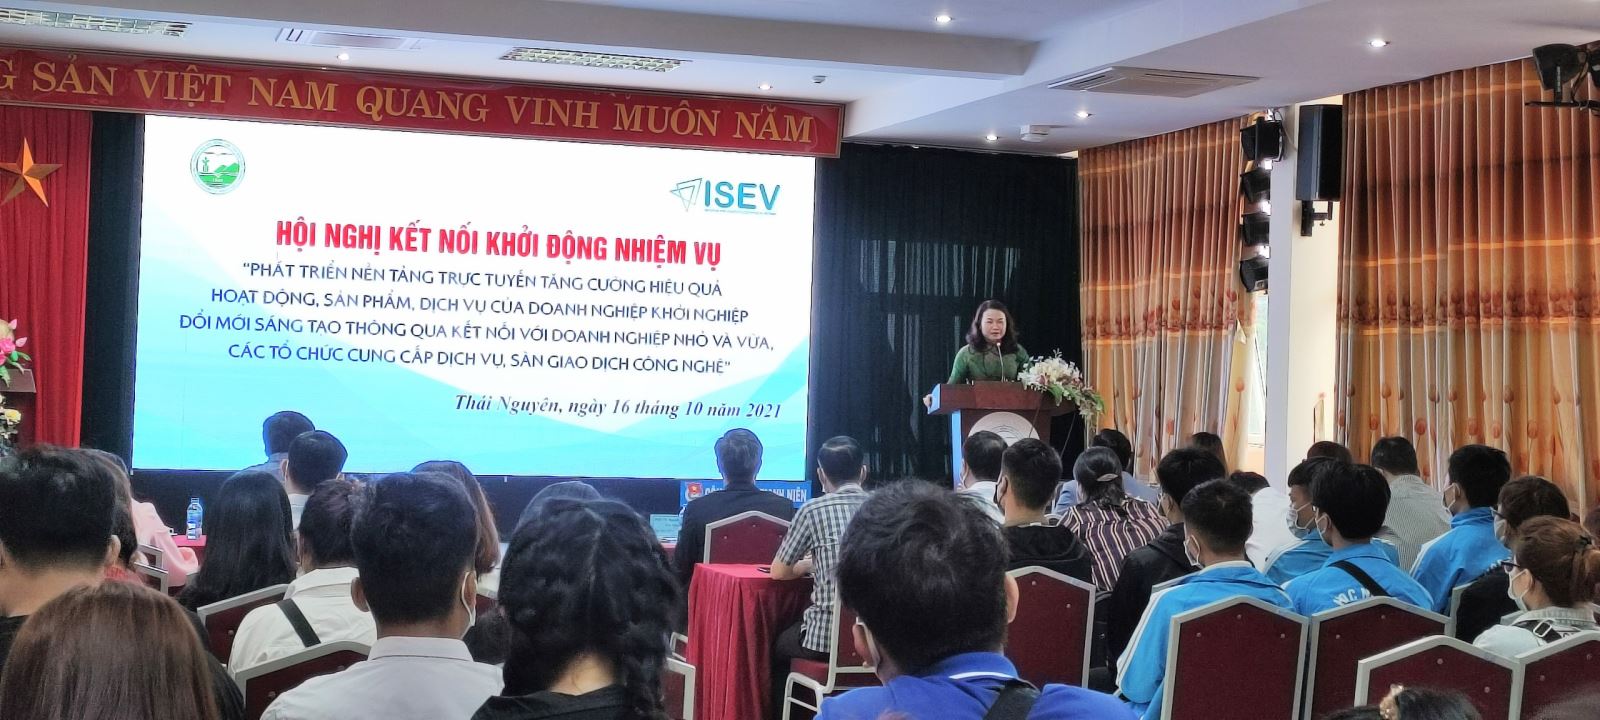 SẢN VIỆT NAM QUANG VINH MUÔN NĂM
ISEV
HỘI NGHỊ KẾT NỐI KHỞI ĐỘNG NHIỆM VỤ
"PHÁT TRIỂN NỀN TẢNG TRỰC TUYẾN TĂNG CƯỜNG HIỆU QUẢ
HOẠT ĐỘNG, SẢN PHẨM, DỊCH VỤ CỦA DOANH NGHIỆP KHỞI NGHIỆP
ĐỔI MỚI SÁNG TẠO THÔNG QUA KẾT NỐI VỚI DOANH NGHIỆP NHỎ VÀ VỪA,
CÁC TỔ CHỨC CUNG CẤP DỊCH VỤ, SÀN GIAO DỊCH CÔNG NGHỆ"
Thái Nguyên, ngày 16 tháng 10 năm 2021